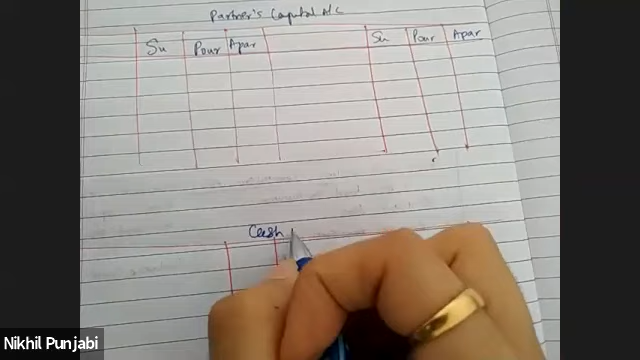 Partner's Capital A/C
Su Pour Apar Su Pour Apar
Cash
Nikhil Punjabi